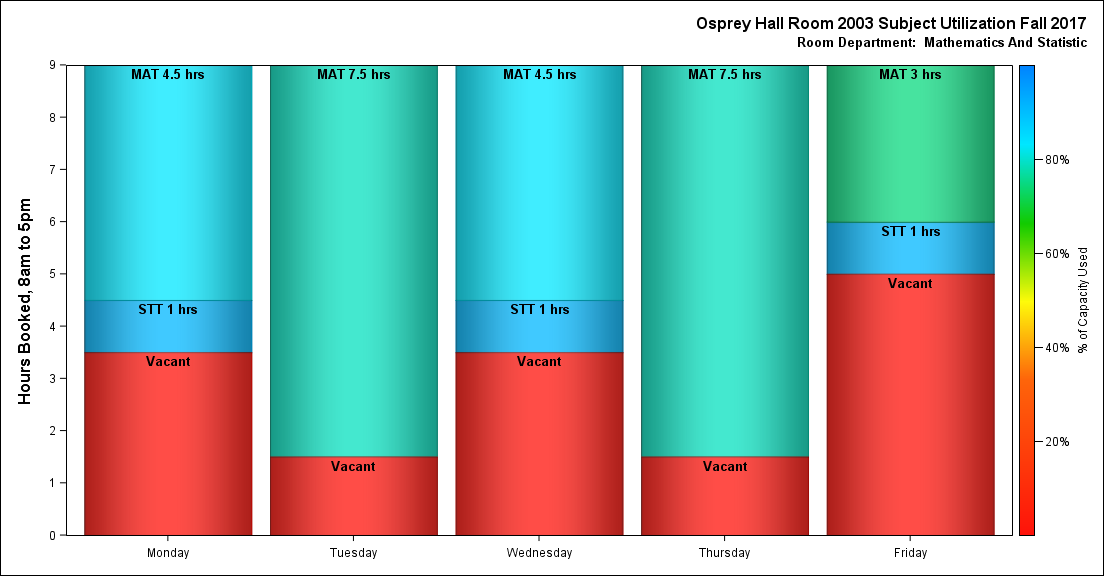 Osprey Hall Room 2003 Subject Utilization Fall 2017
Room Department:  Mathematics And Statistic
Hours Booked, 8am to 5pm
9
8
7
6
5
4
3
2
1
0
MAT 4.5 hrs
STT 1 hrs
Vacant
MAT 7.5 hrs
Vacant
MAT 4.5 hrs
STT 1 hrs
Vacant
MAT 7.5 hrs
Vacant
MAT 3 hrs
STT 1 hrs
Vacant
Monday
Tuesday
Wednesday
Thursday
Friday
80%
60%
40%
20%
% of Capacity Used